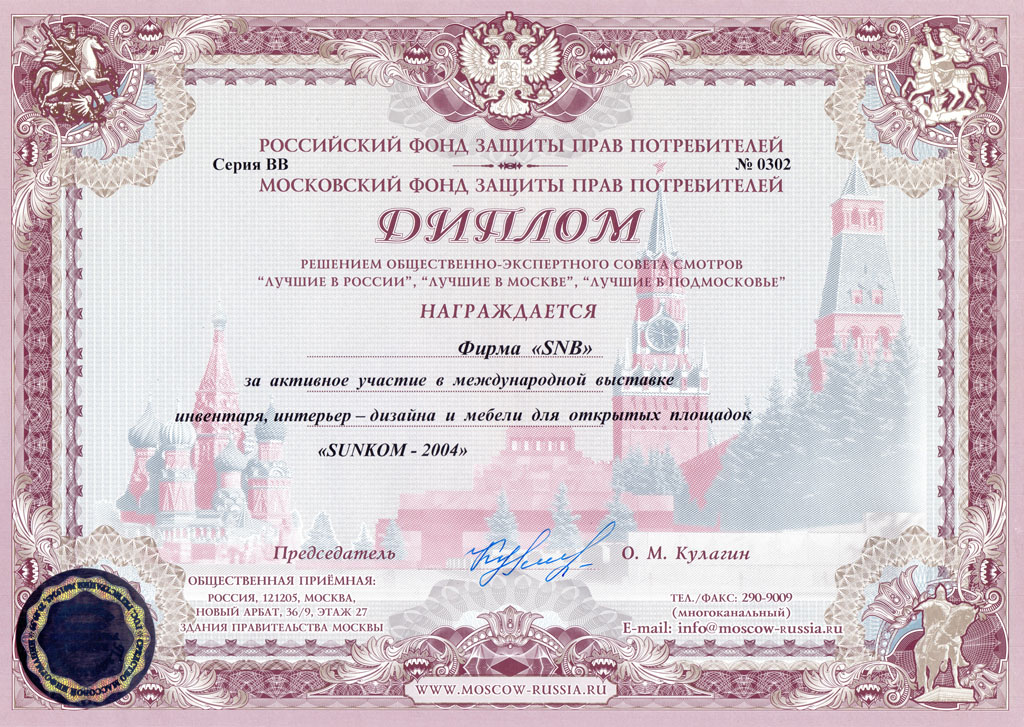 РОССИЙСКИЙ ФОНД ЗАЩИТЫ ПРАВ ПОТРЕБИТЕЛЕЙ
Серия ВВ № 0302
МОСКОВСКИЙ ФОНД ЗАЩИТЫ ПРАВ ПОТРЕБИТЕЛЕЙ
ДИПЛОМ
РЕШЕНИЕМ ОБЩЕСТВЕННО-ЭКСПЕРТНОГО СОВЕТА СМОТРОВ
“ЛУЧШИЕ В РОССИИ”, “ЛУЧШИЕ В МОСКВЕ”, “ЛУЧШИЕ В ПОДМОСКОВЬЕ”
НАГРАЖДАЕТСЯ
Фирма «SNB»
за активное участие в международной выставке
инвентаря, интерьер – дизайна и мебели для открытых площадок
«SUNKOM - 2004»
Председатель О. М. Кулагин
ОБЩЕСТВЕННАЯ ПРИЁМНАЯ:
РОССИЯ, 121205, МОСКВА,
НОВЫЙ АРБАТ, 36/9, ЭТАЖ 27
ЗДАНИЯ ПРАВИТЕЛЬСТВА МОСКВЫ
ТЕЛ./ФАКС: 290-9009
(многоканальный)
E-mail: info@moscow-russia.ru
WWW.MOSCOW-RUSSIA.RU